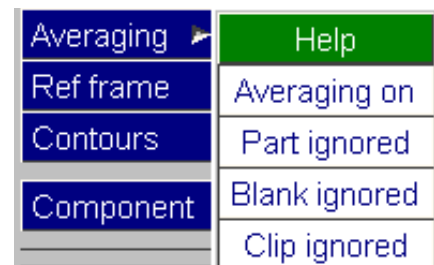 Averaging
Ref frame
Contours
Component
Help
Averaging on
Part ignored
Blank ignored
Clip ignored